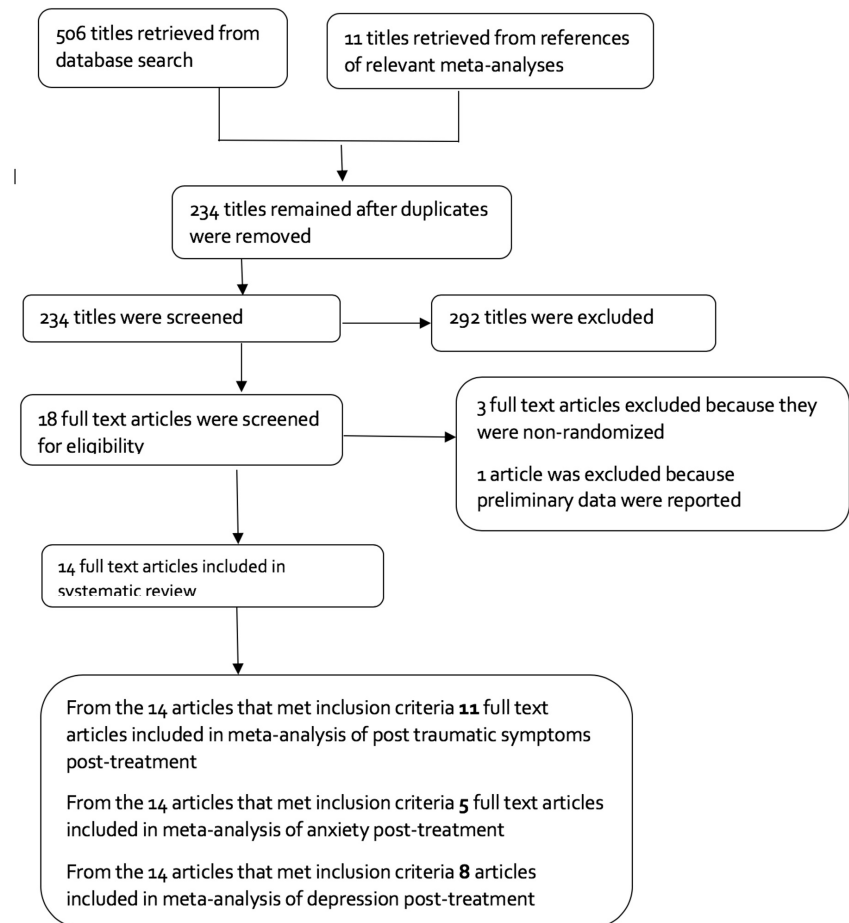 506 titles retrieved from
database search
11 titles retrieved from references
of relevant meta-analyses
234 titles remained after duplicates
were removed
234 titles were screened
292 titles were excluded
18 full text articles were screened
for eligibility
3 full text articles excluded because they
were non-randomized
1 article was excluded because
preliminary data were reported
14 full text articles included in
systematic review
From the 14 articles that met inclusion criteria 11 full text
articles included in meta-analysis of post traumatic symptoms
post-treatment
From the 14 articles that met inclusion criteria 5 full text articles
included in meta-analysis of anxiety post-treatment
From the 14 articles that met inclusion criteria 8 articles
included in meta-analysis of depression post-treatment